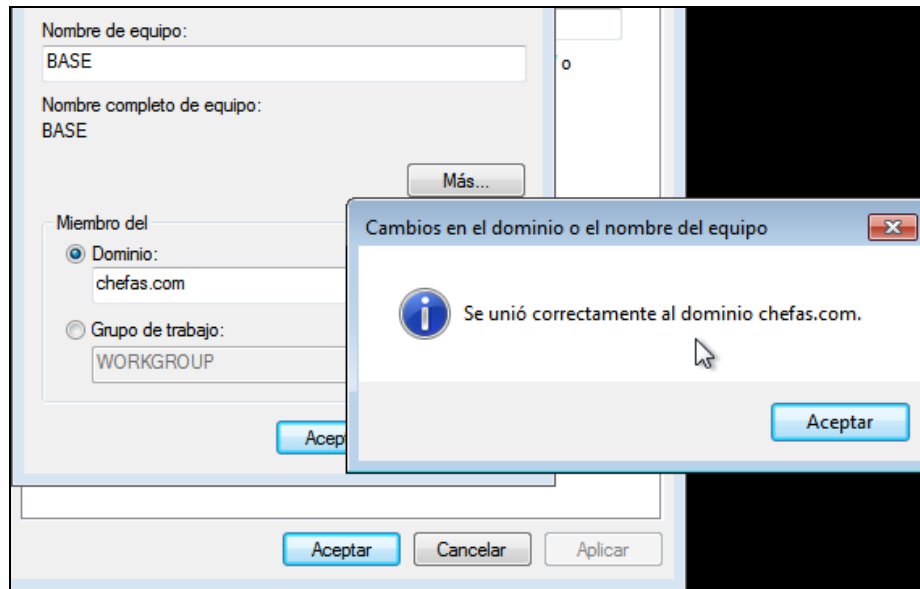 Nombre de equipo:
BASE
o
Nombre completo de equipo:
BASE
Más...
Miembro del
Dominio:
chefas.com
Grupo de trabajo:
WORKGROUP
Cambios en el dominio o el nombre del equipo
Se unió correctamente al dominio chefas.com.
Aceptar
Aceptar
Cancelar
Aplicar